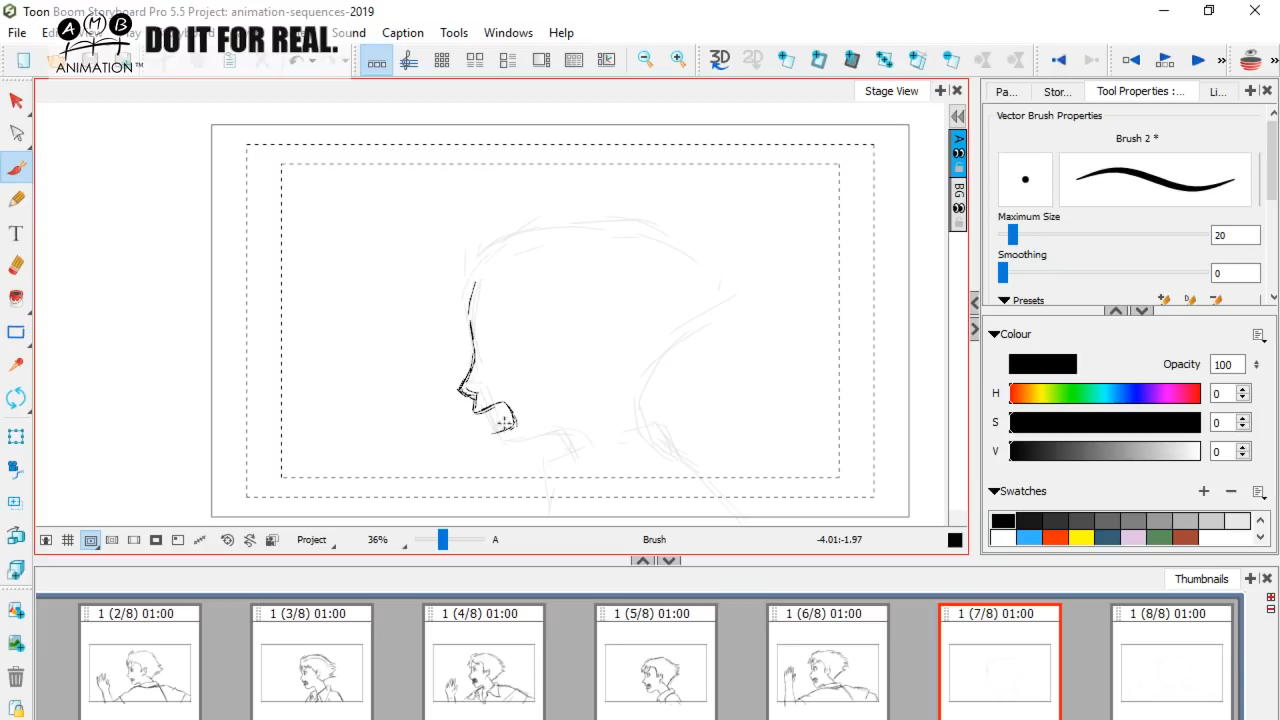 Toon Boom Storyboard Pro 5.5 Project: animation-sequences-2019
AMB
ANIMATION™
DO IT FOR REAL.
File
Sound
Caption
Tools
Windows
Help
3D
2D
Stage View
Pa...
Stor...
Tool Properties :...
Li...
Vector Brush Properties
Brush 2 *
Maximum Size
20
Smoothing
0
Presets
A
BG
Colour
Opacity
100
H
0
S
0
V
0
Swatches
Project
36%
A
Brush
-4.01:-1.97
Thumbnails
1 (2/8) 01:00
1 (3/8) 01:00
1 (4/8) 01:00
1 (5/8) 01:00
1 (6/8) 01:00
1 (7/8) 01:00
1 (8/8) 01:00